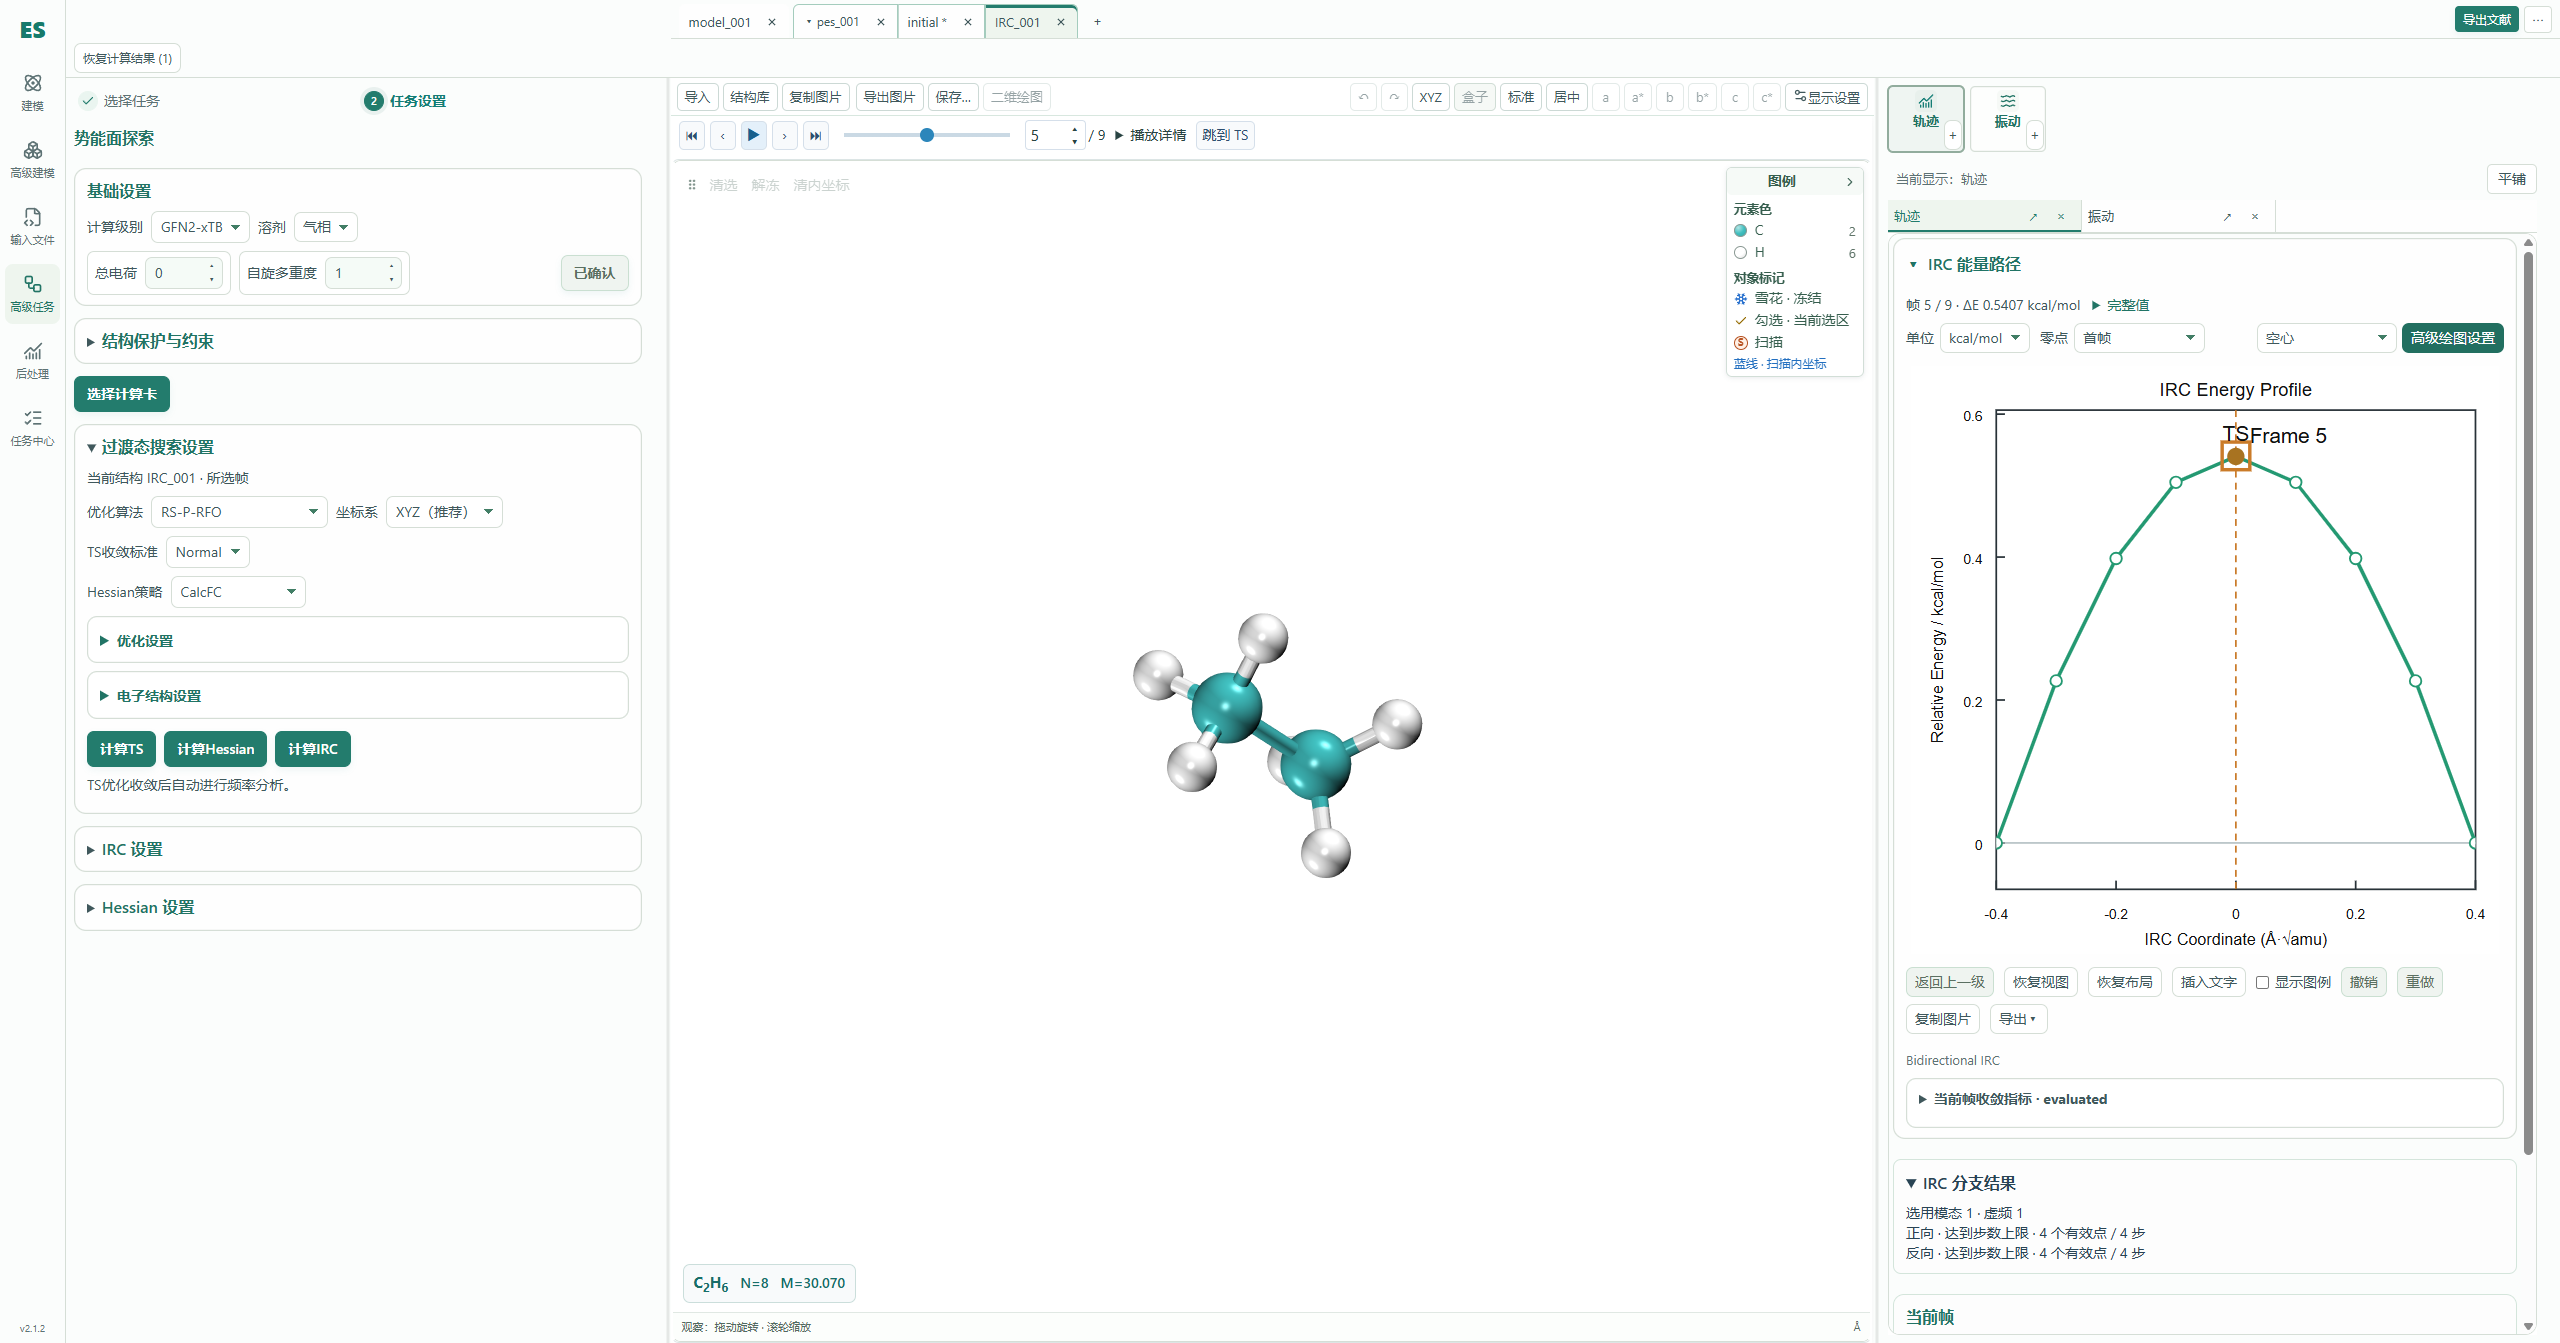 ES
建模
高级建模
输入文件
高级任务
后处理
任务中心
v2.1.2
恢复计算结果 (1)
model_001 × pes_001 × initial * × IRC_001 × +
导出文献 ...
选择任务
2 任务设置
势能面探索
基础设置
计算级别 GFN2-xTB 溶剂 气相
总电荷 0 自旋多重度 1 已确认
结构保护与约束
选择计算卡
过渡态搜索设置
当前结构 IRC_001 · 所选帧
优化算法 RS-P-RFO 坐标系 XYZ（推荐）
TS收敛标准 Normal
Hessian策略 CalcFC
优化设置
电子结构设置
计算TS 计算Hessian 计算IRC
TS优化收敛后自动进行频率分析。
IRC 设置
Hessian 设置
导入 结构库 复制图片 导出图片 保存... 二维绘图
XYZ 盒子 标准 居中 a a* b b* c c* 显示设置
5 / 9 播放详情 跳到 TS
清选 解冻 清内坐标
图例
元素色
C 2
H 6
对象标记
雪花 · 冻结
勾选 · 当前选区
S 扫描
蓝线 · 扫描内坐标
C2H6 N=8 M=30.070
观察：拖动旋转 · 滚轮缩放
Å
轨迹 +
振动 +
当前显示：轨迹
平铺
轨迹 ↗ ×
振动 ↗ ×
IRC 能量路径
帧 5 / 9 · ΔE 0.5407 kcal/mol 完整值
单位 kcal/mol 零点 首帧 空心 高级绘图设置
IRC Energy Profile
TS Frame 5
0.6
0.4
0.2
0
Relative Energy / kcal/mol
-0.4 -0.2 0 0.2 0.4
IRC Coordinate (Å·√amu)
返回上一级 恢复视图 恢复布局 插入文字 显示图例 撤销 重做
复制图片 导出
Bidirectional IRC
当前帧收敛指标 · evaluated
IRC 分支结果
选用模态 1 · 虚频 1
正向 · 达到步数上限 · 4 个有效点 / 4 步
反向 · 达到步数上限 · 4 个有效点 / 4 步
当前帧